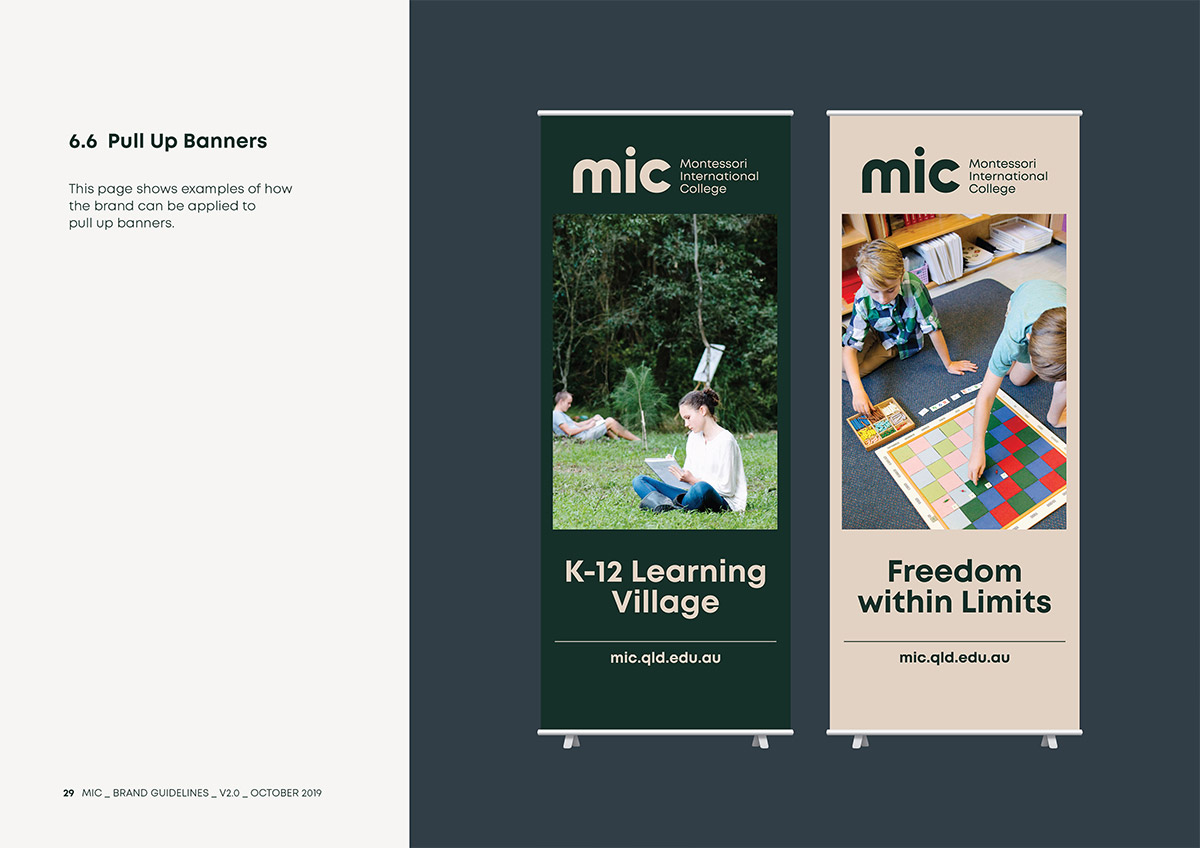 6.6 Pull Up Banners
This page shows examples of how
the brand can be applied to
pull up banners.
29 MIC _ BRAND GUIDELINES _ V2.0 _ OCTOBER 2019
mic
Montessori
International
College
K-12 Learning
Village
mic.qld.edu.au
mic
Montessori
International
College
Freedom
within Limits
mic.qld.edu.au